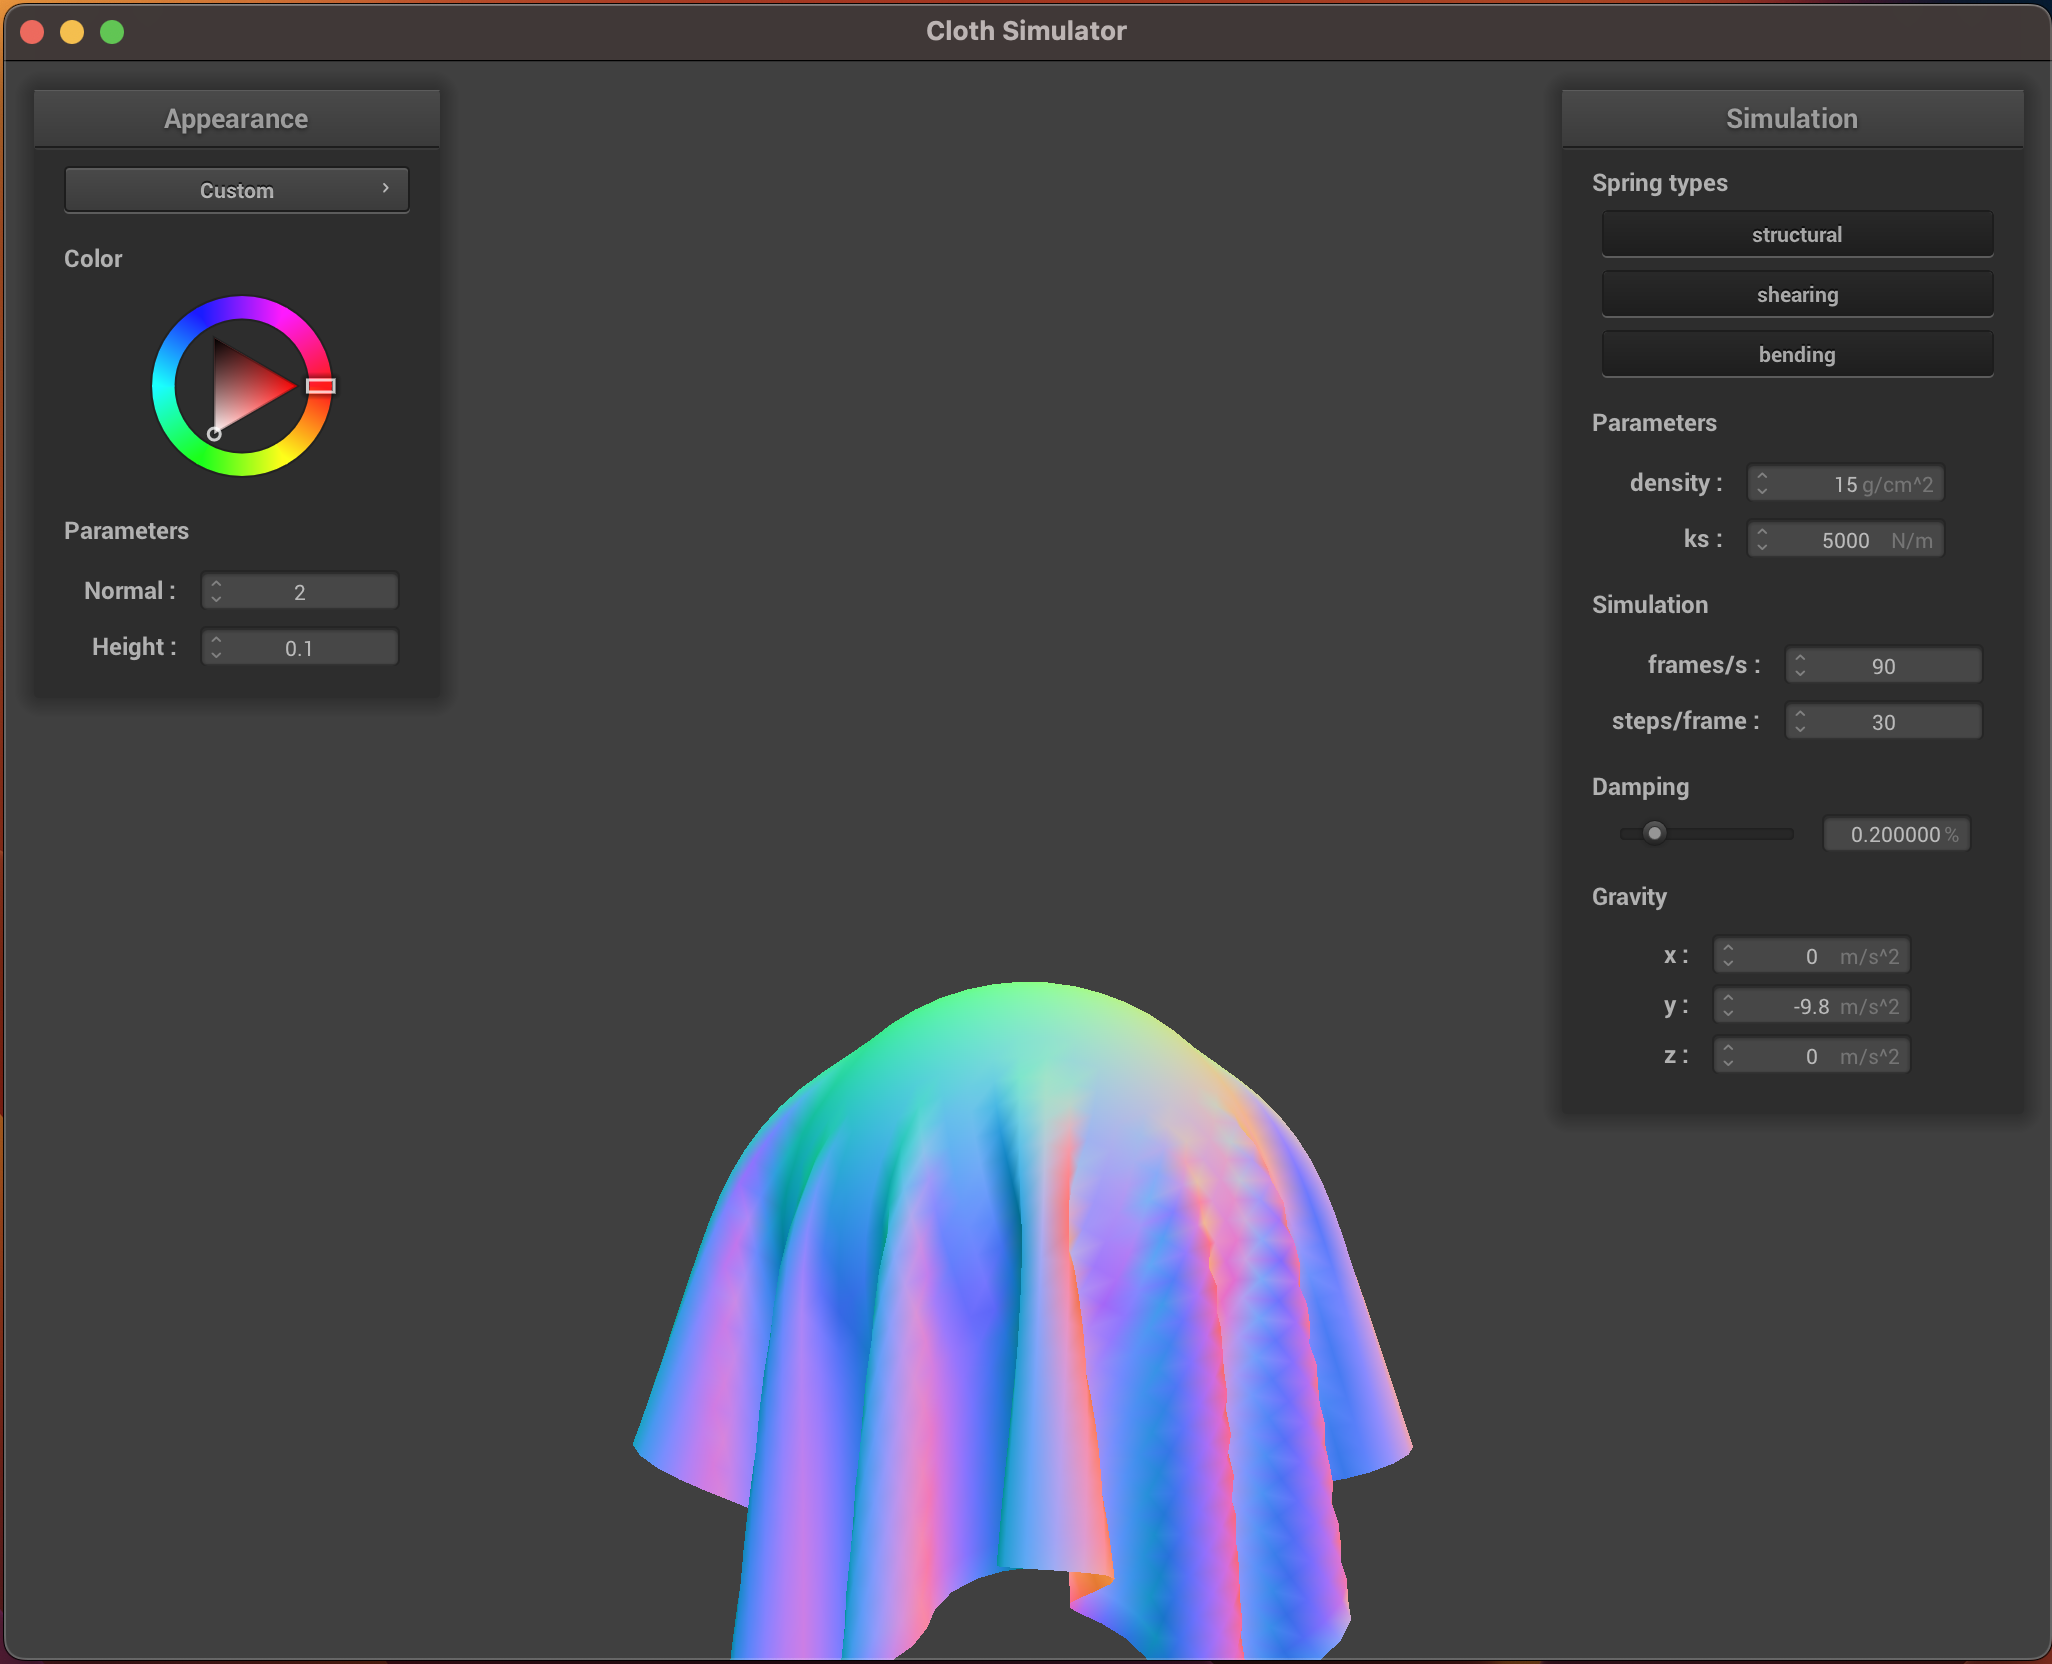 Cloth Simulator
Appearance
Custom
Color
Parameters
Normal : 2
Height : 0.1
Simulation
Spring types
structural
shearing
bending
Parameters
density : 15 g/cm^2
ks : 5000 N/m
Simulation
frames/s : 90
steps/frame : 30
Damping
0.200000 %
Gravity
x : 0 m/s^2
y : -9.8 m/s^2
z : 0 m/s^2